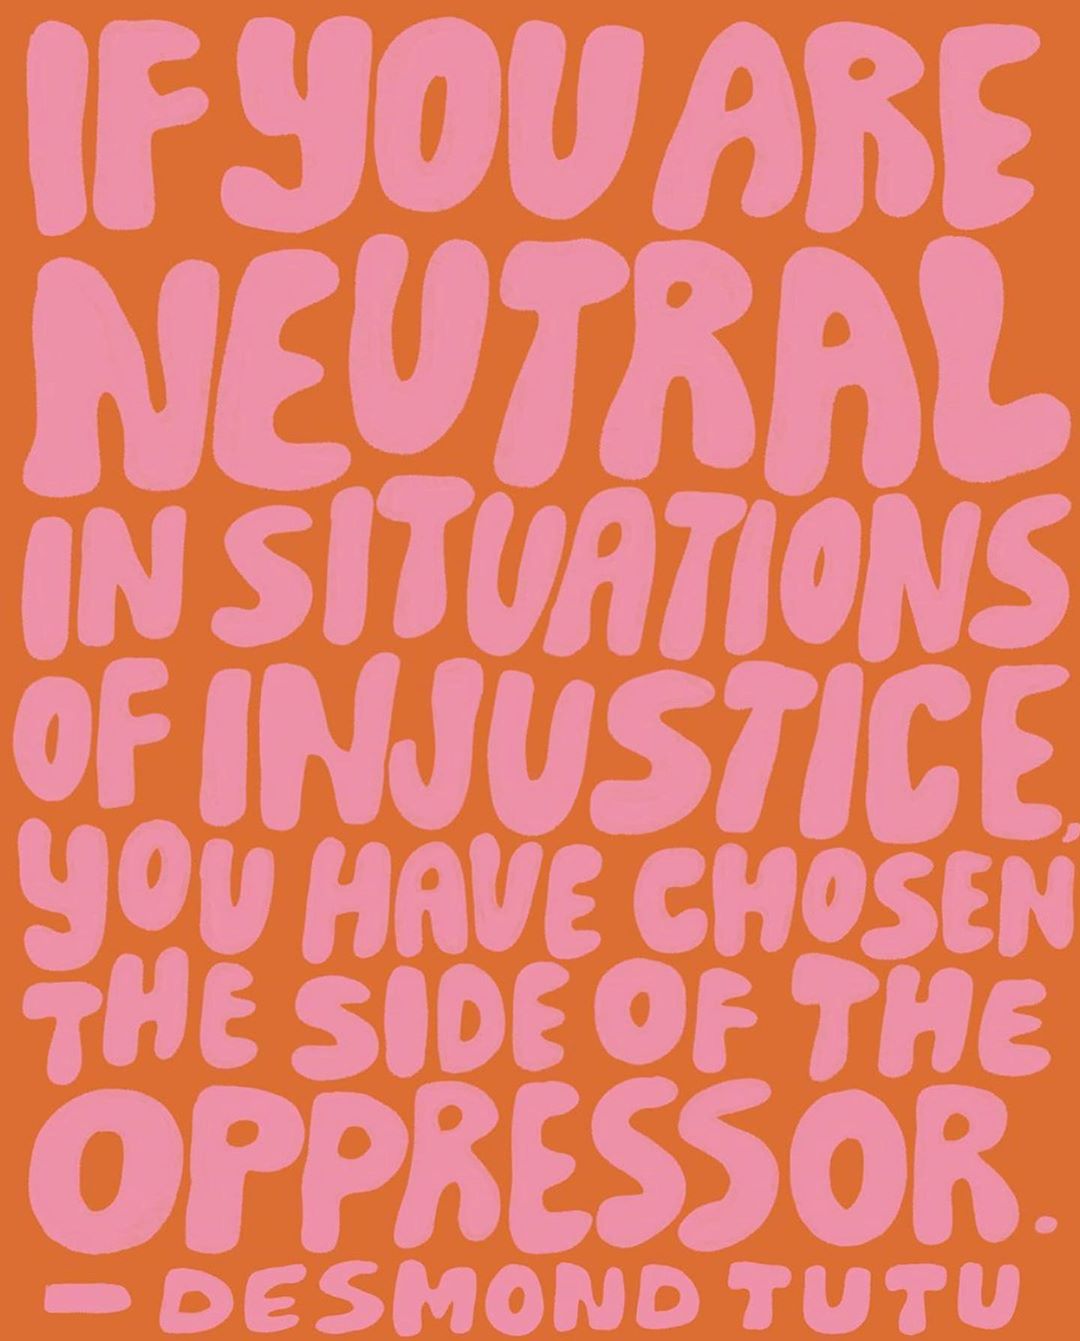 IF YOU ARE
NEUTRAL
IN SITUATIONS
OF INJUSTICE,
YOU HAVE CHOSEN
THE SIDE OF THE
OPPRESSOR.
— DESMOND TUTU